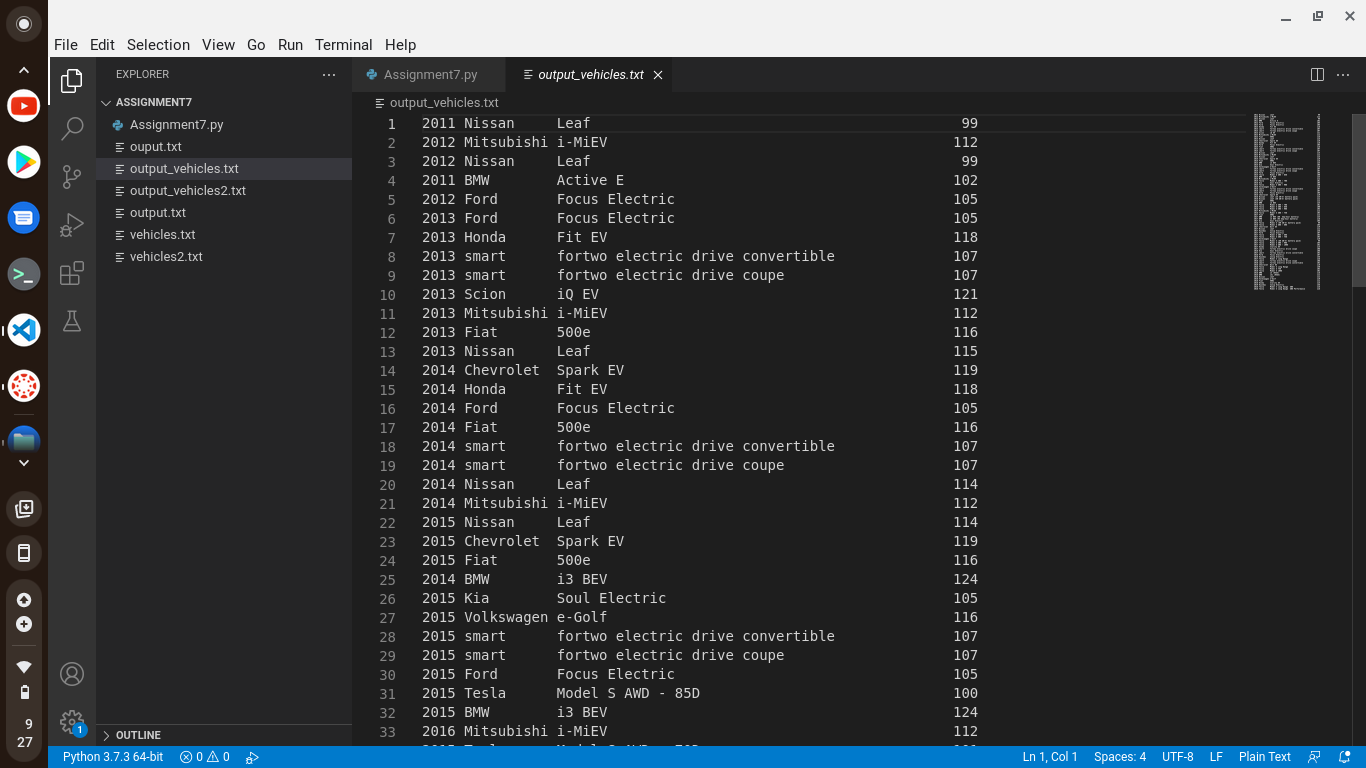 File Edit Selection View Go Run Terminal Help
EXPLORER
ASSIGNMENT7
Assignment7.py
ouput.txt
output_vehicles.txt
output_vehicles2.txt
output.txt
vehicles.txt
vehicles2.txt
OUTLINE
Assignment7.py output_vehicles.txt
output_vehicles.txt
1 2011 Nissan Leaf 99
2 2012 Mitsubishi i-MiEV 112
3 2012 Nissan Leaf 99
4 2011 BMW Active E 102
5 2012 Ford Focus Electric 105
6 2013 Ford Focus Electric 105
7 2013 Honda Fit EV 118
8 2013 smart fortwo electric drive convertible 107
9 2013 smart fortwo electric drive coupe 107
10 2013 Scion iQ EV 121
11 2013 Mitsubishi i-MiEV 112
12 2013 Fiat 500e 116
13 2013 Nissan Leaf 115
14 2014 Chevrolet Spark EV 119
15 2014 Honda Fit EV 118
16 2014 Ford Focus Electric 105
17 2014 Fiat 500e 116
18 2014 smart fortwo electric drive convertible 107
19 2014 smart fortwo electric drive coupe 107
20 2014 Nissan Leaf 114
21 2014 Mitsubishi i-MiEV 112
22 2015 Nissan Leaf 114
23 2015 Chevrolet Spark EV 119
24 2015 Fiat 500e 116
25 2014 BMW i3 BEV 124
26 2015 Kia Soul Electric 105
27 2015 Volkswagen e-Golf 116
28 2015 smart fortwo electric drive convertible 107
29 2015 smart fortwo electric drive coupe 107
30 2015 Ford Focus Electric 105
31 2015 Tesla Model S AWD - 85D 100
32 2015 BMW i3 BEV 124
33 2016 Mitsubishi i-MiEV 112
1
9
27
Python 3.7.3 64-bit 0 0 Ln 1, Col 1 Spaces: 4 UTF-8 LF Plain Text